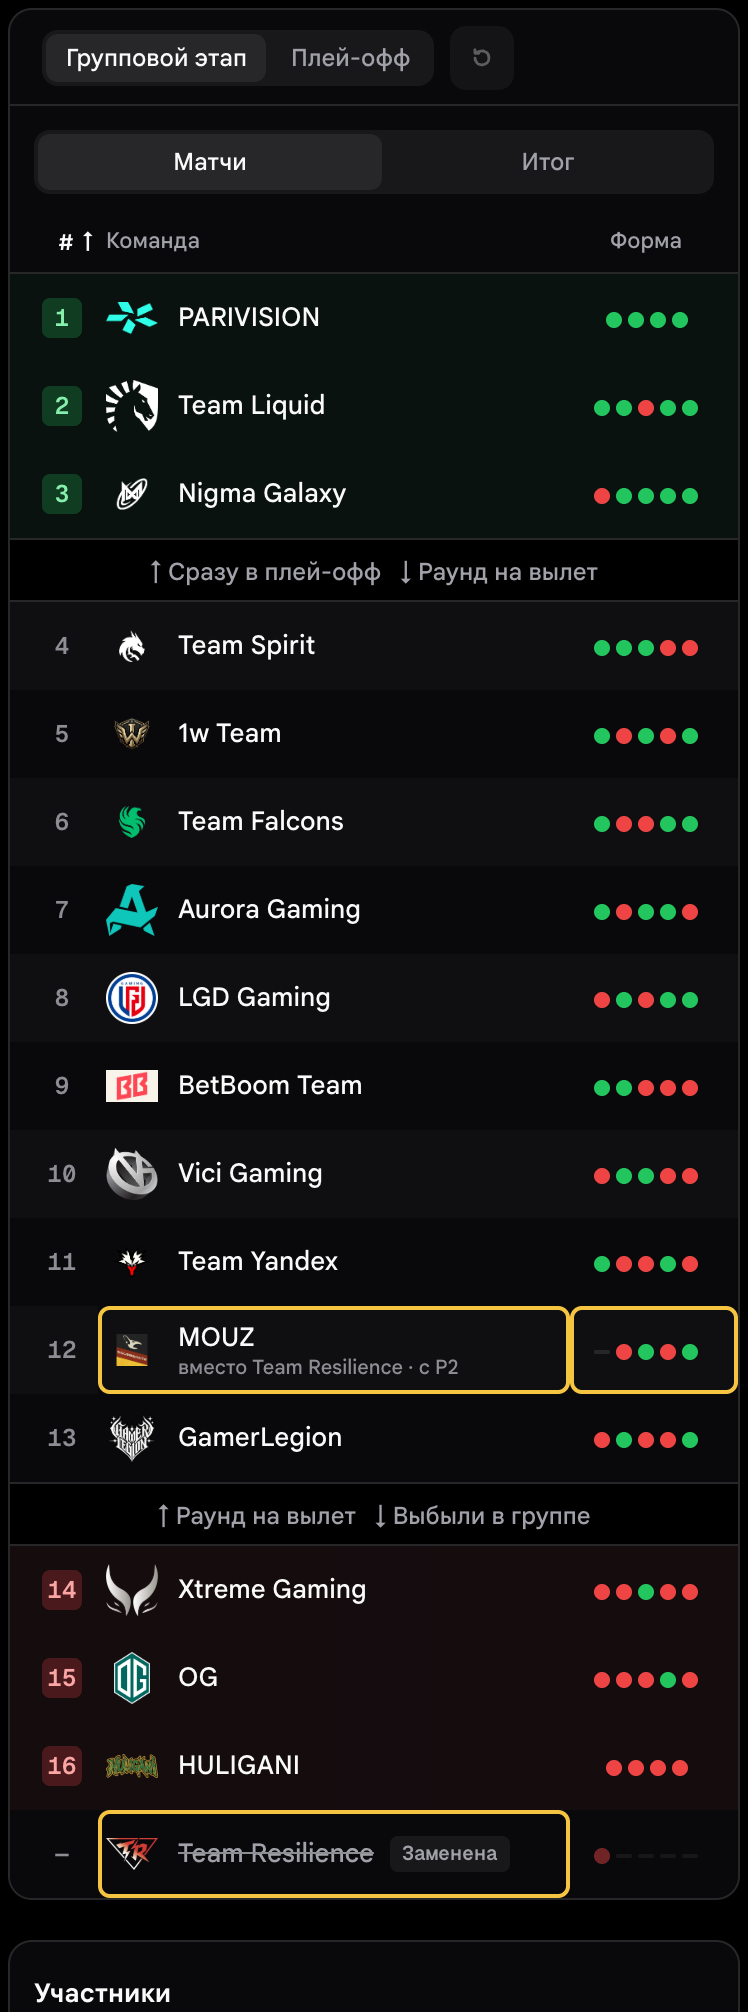 Групповой этап
Плей-офф
Матчи
Итог
# ↑ Команда
Форма
1 PARIVISION
2 Team Liquid
3 Nigma Galaxy
↑ Сразу в плей-офф ↓ Раунд на вылет
4 Team Spirit
5 1w Team
6 Team Falcons
7 Aurora Gaming
8 LGD Gaming
9 BetBoom Team
10 Vici Gaming
11 Team Yandex
12 MOUZ
вместо Team Resilience · с Р2
13 GamerLegion
↑ Раунд на вылет ↓ Выбыли в группе
14 Xtreme Gaming
15 OG
16 HULIGANI
– Team Resilience Заменена
Участники